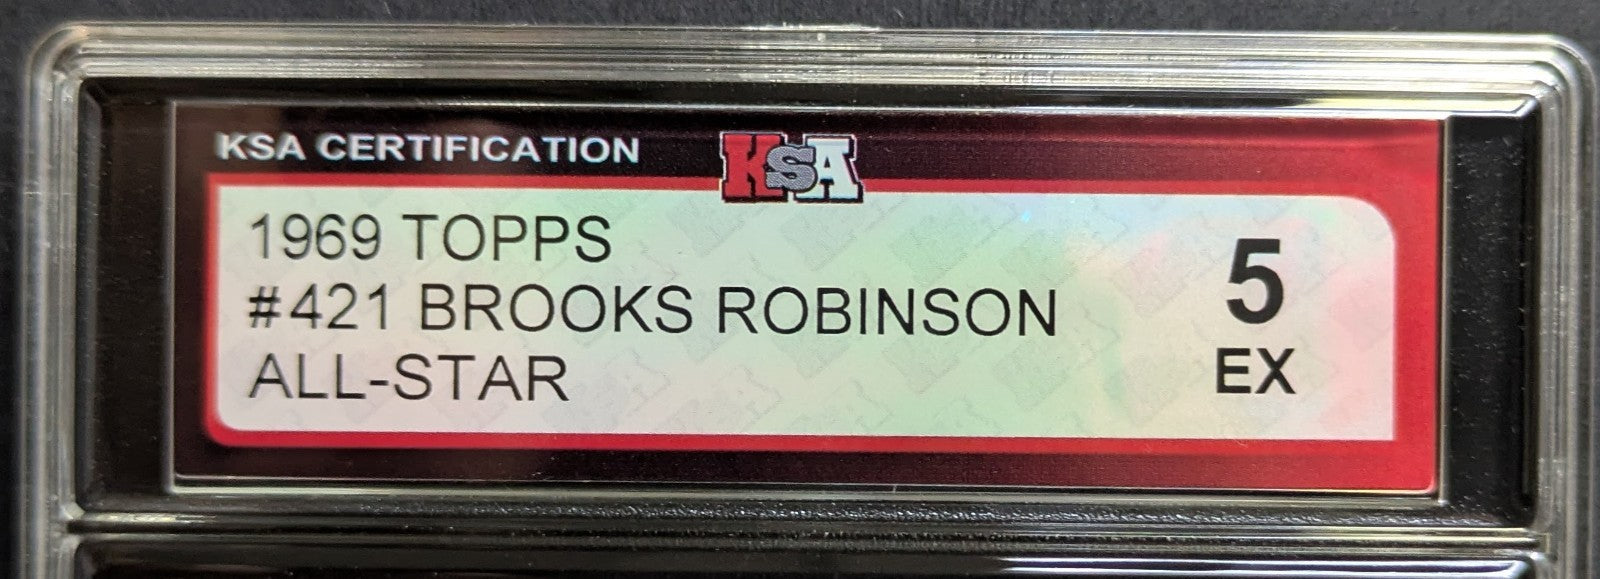 KSA CERTIFICATION
KSA
1969 TOPPS
#421 BROOKS ROBINSON
ALL-STAR
5
EX